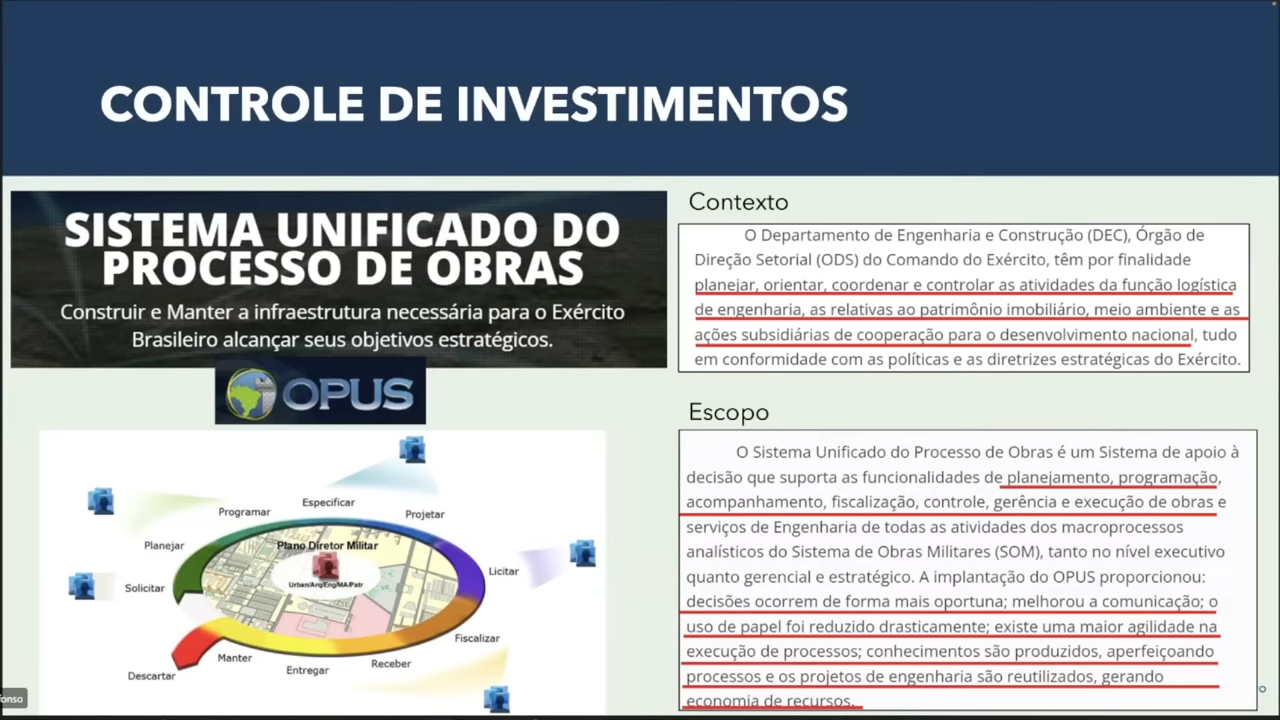 CONTROLE DE INVESTIMENTOS
SISTEMA UNIFICADO DO
PROCESSO DE OBRAS
Construir e Manter a infraestrutura necessária para o Exército
Brasileiro alcançar seus objetivos estratégicos.
OPUS
Especificar
Programar
Projetar
Planejar
Plano Diretor Militar
Licitar
Solicitar
Urban/Arq/Eng/MA/Patr
Fiscalizar
Manter
Receber
Entregar
Descartar
Contexto
O Departamento de Engenharia e Construção (DEC), Órgão de
Direção Setorial (ODS) do Comando do Exército, têm por finalidade
planejar, orientar, coordenar e controlar as atividades da função logística
de engenharia, as relativas ao patrimônio imobiliário, meio ambiente e as
ações subsidiárias de cooperação para o desenvolvimento nacional, tudo
em conformidade com as políticas e as diretrizes estratégicas do Exército.
Escopo
O Sistema Unificado do Processo de Obras é um Sistema de apoio à
decisão que suporta as funcionalidades de planejamento, programação,
acompanhamento, fiscalização, controle, gerência e execução de obras e
serviços de Engenharia de todas as atividades dos macroprocessos
analísticos do Sistema de Obras Militares (SOM), tanto no nível executivo
quanto gerencial e estratégico. A implantação do OPUS proporcionou:
decisões ocorrem de forma mais oportuna; melhorou a comunicação; o
uso de papel foi reduzido drasticamente; existe uma maior agilidade na
execução de processos; conhecimentos são produzidos, aperfeiçoando
processos e os projetos de engenharia são reutilizados, gerando
economia de recursos.